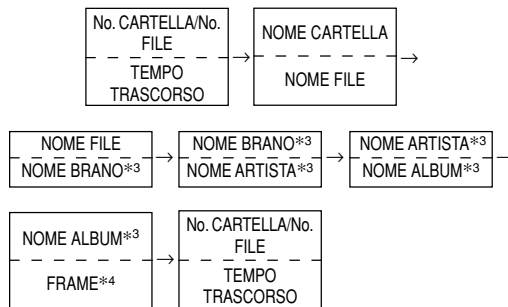 No. CARTELLA/No.
FILE
TEMPO
TRASCORSO
NOME CARTELLA
NOME FILE
NOME FILE
NOME BRANO*3
NOME BRANO*3
NOME ARTISTA*3
NOME ARTISTA*3
NOME ALBUM*3
NOME ALBUM*3
FRAME*4
No. CARTELLA/No.
FILE
TEMPO
TRASCORSO